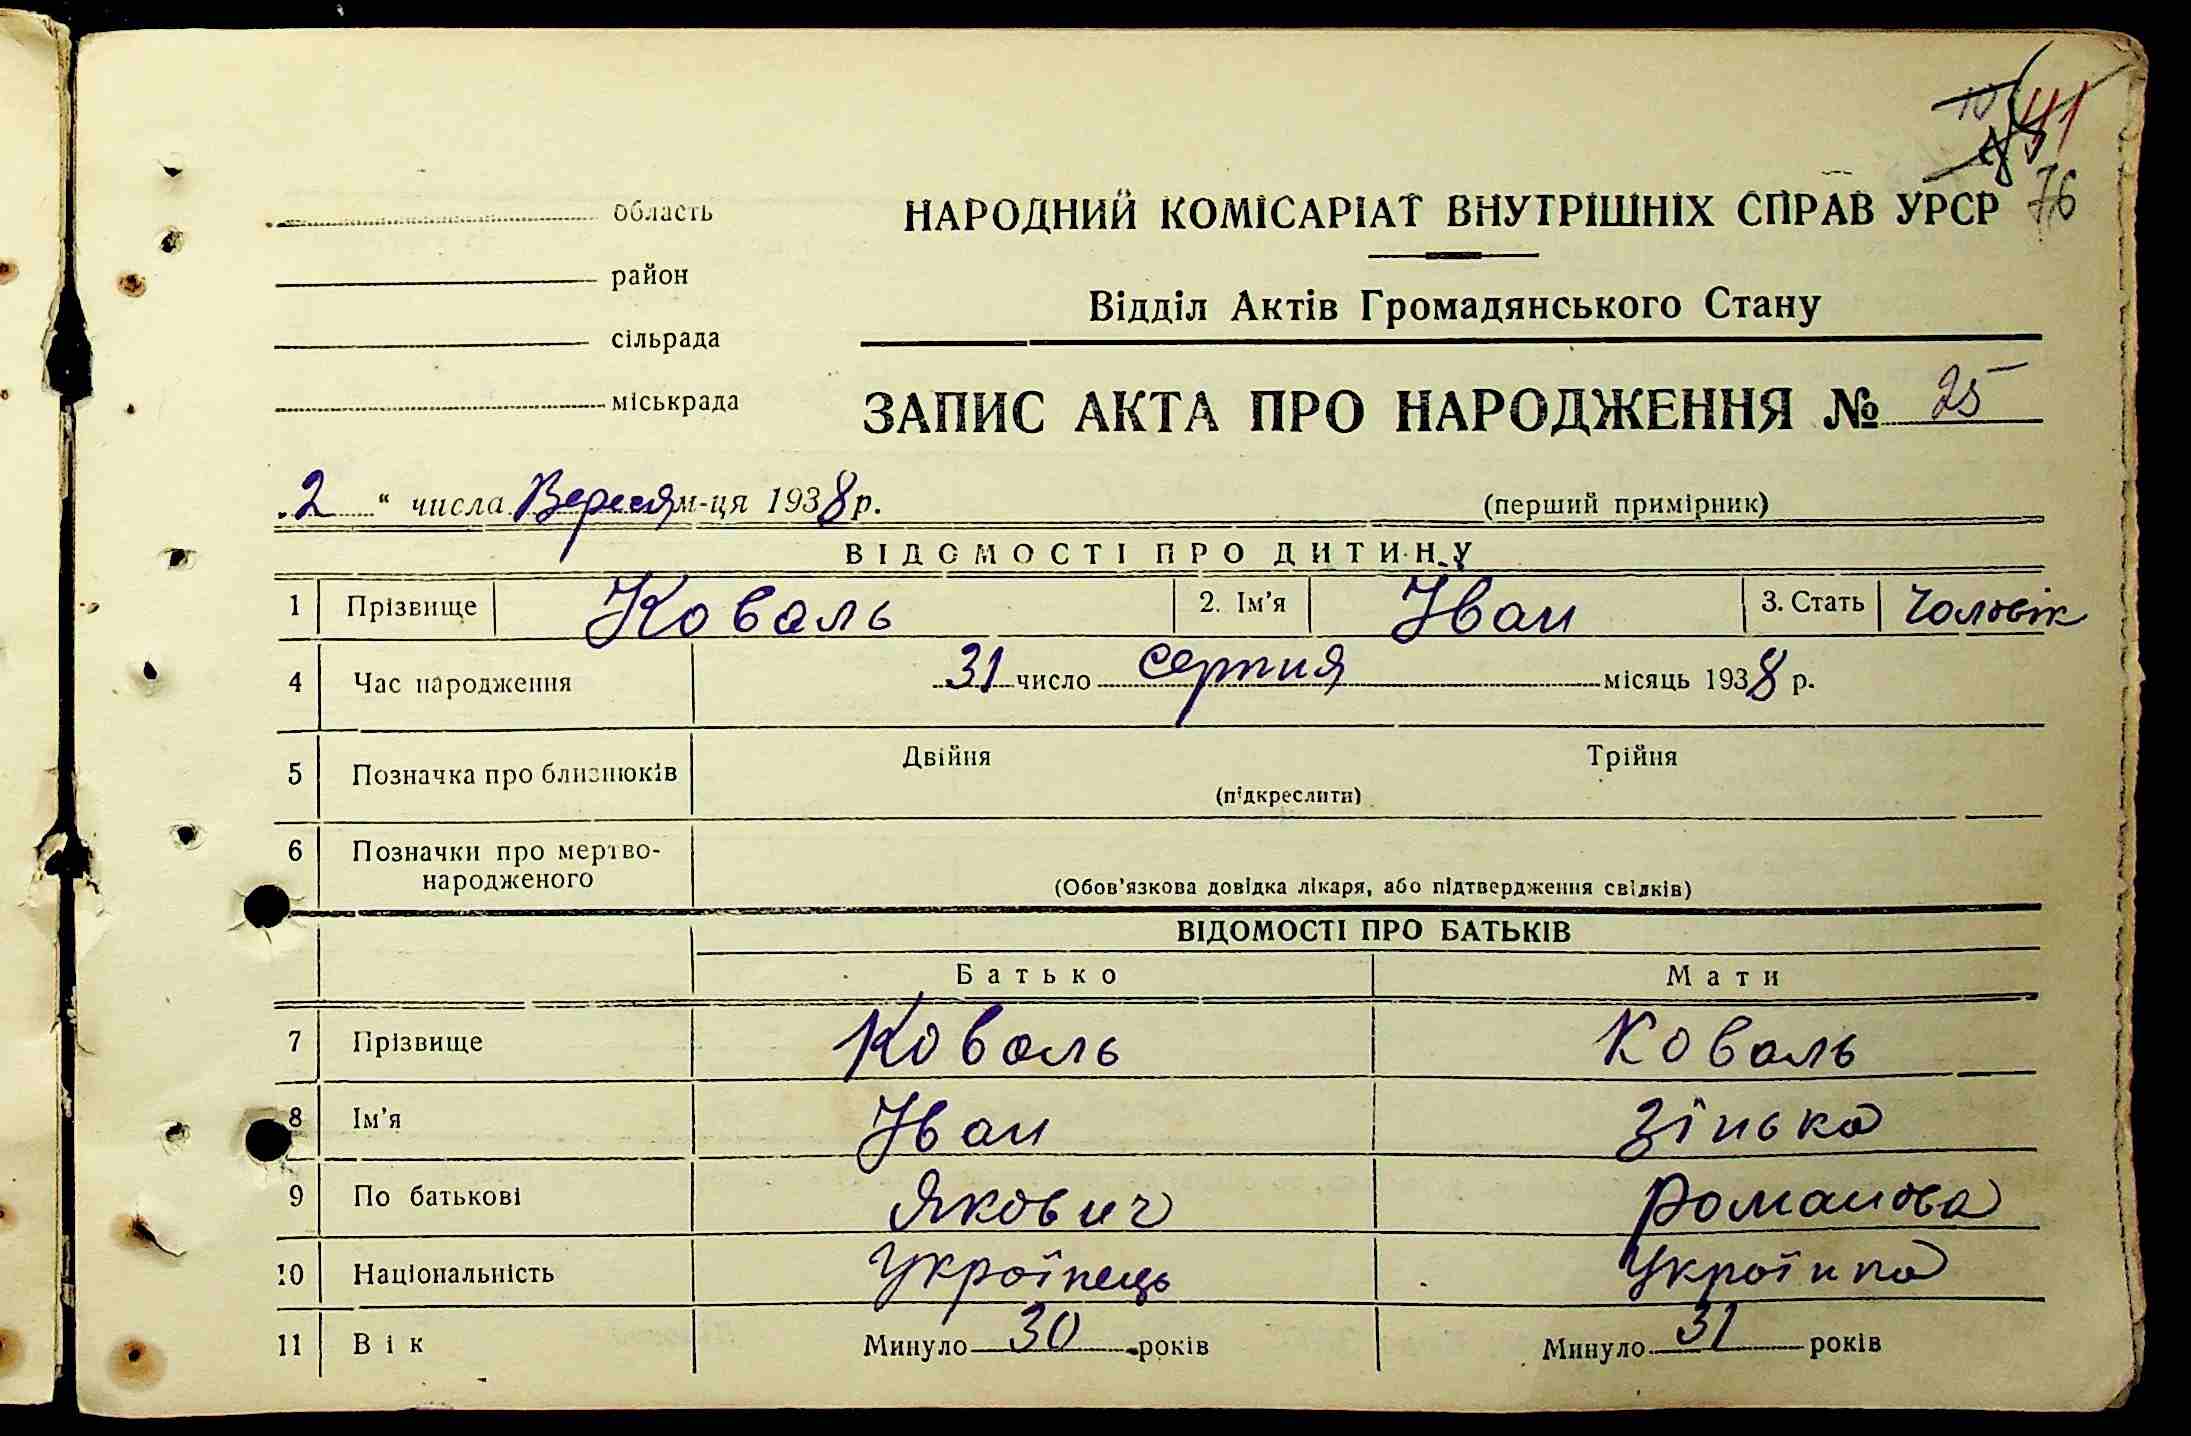 76
область
НАРОДНИЙ КОМІСАРІАТ ВНУТРІШНІХ СПРАВ УРСР
район
Відділ Актів Громадянського Стану
сільрада
міськрада
ЗАПИС АКТА ПРО НАРОДЖЕННЯ № 25
2 " числа Вересня м-ця 1938 р.
(перший примірник)
ВІДОМОСТІ ПРО ДИТИНУ
1 Прізвище Коваль 2. Ім'я Іван 3. Стать Чоловік
4 Час народження 31 число серпня місяць 1938 р.
5 Позначка про близнюків Двійня Трійня
(підкреслити)
6 Позначки про мертво-
народженого
(Обов'язкова довідка лікаря, або підтвердження свідків)
ВІДОМОСТІ ПРО БАТЬКІВ
Батько Мати
7 Прізвище Коваль Коваль
8 Ім'я Іван Зінька
9 По батькові Якович Романова
10 Національність Українець Українка
11 Вік Минуло 30 років Минуло 31 років